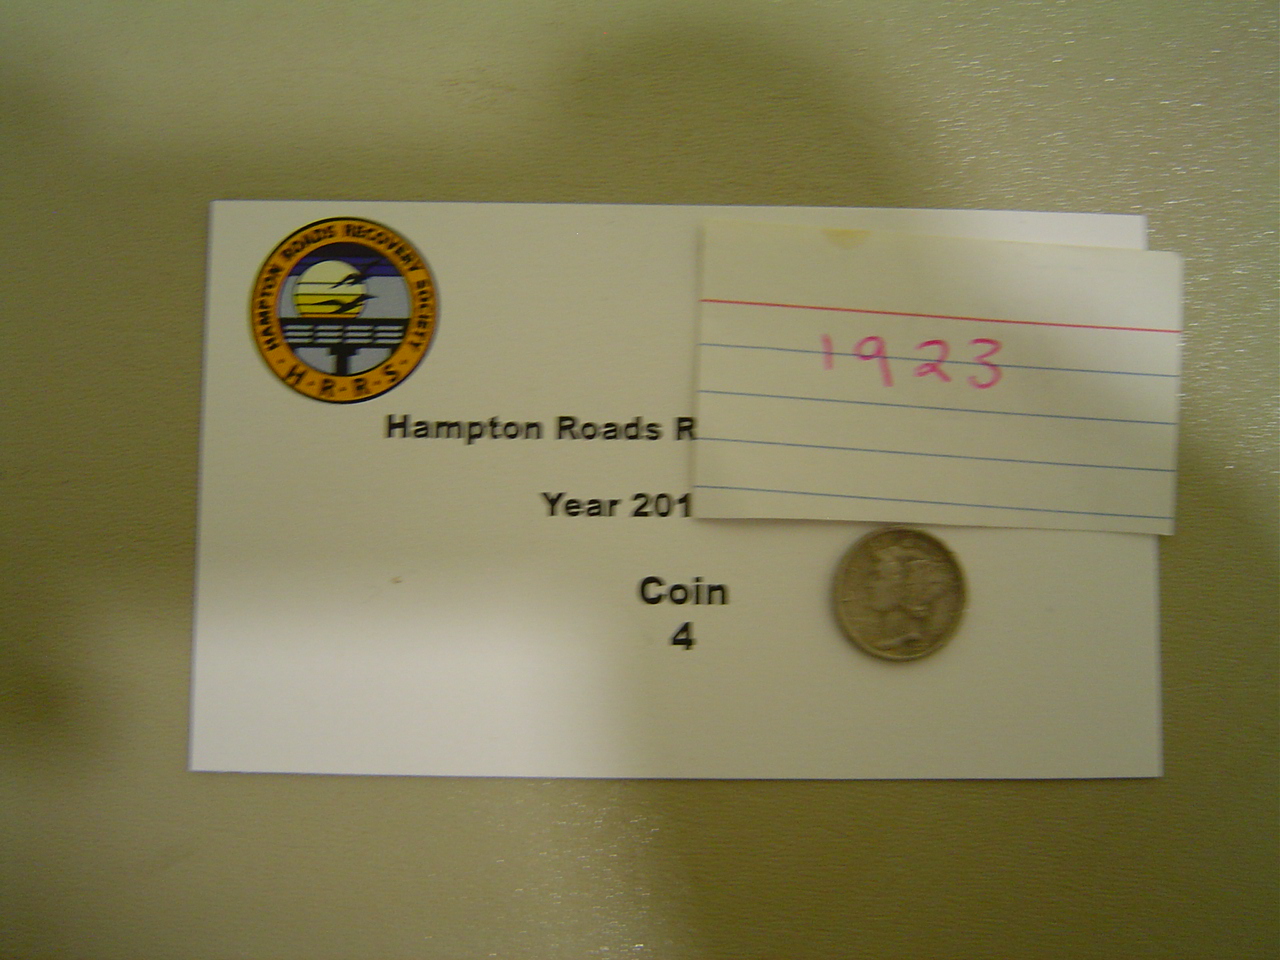 HAMPTON ROADS RECOVERY SOCIETY
H-R-R-S
1923
Hampton Roads R
Year 201
Coin
4